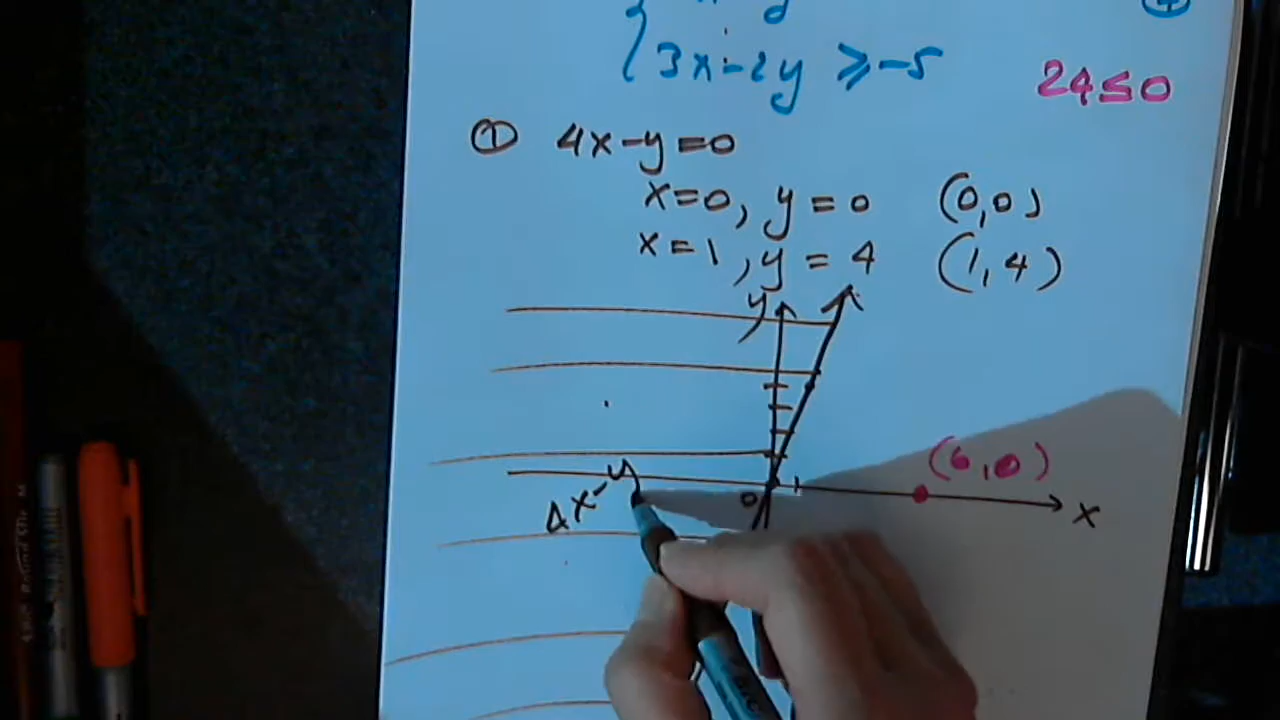 3x-2y ≥ -5
24≤0
① 4x-y=0
x=0, y=0 (0,0)
x=1, y=4 (1,4)
y
(6,0)
4x-y
0 1
x